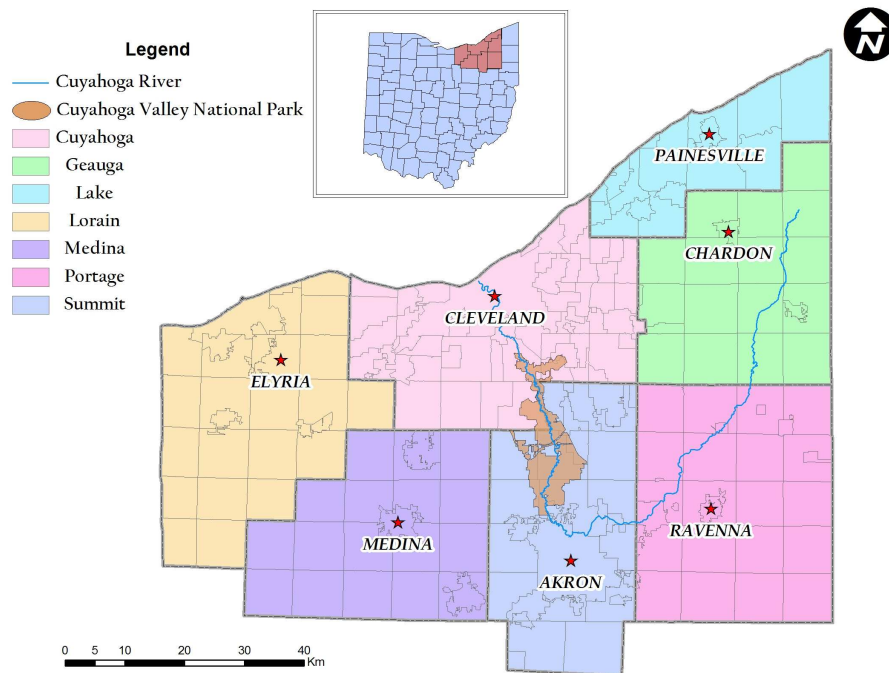 Legend
Cuyahoga River
Cuyahoga Valley National Park
Cuyahoga
Geauga
Lake
Lorain
Medina
Portage
Summit
N
PAINESVILLE
CHARDON
CLEVELAND
ELYRIA
MEDINA
AKRON
RAVENNA
0 5 10 20 30 40
Km